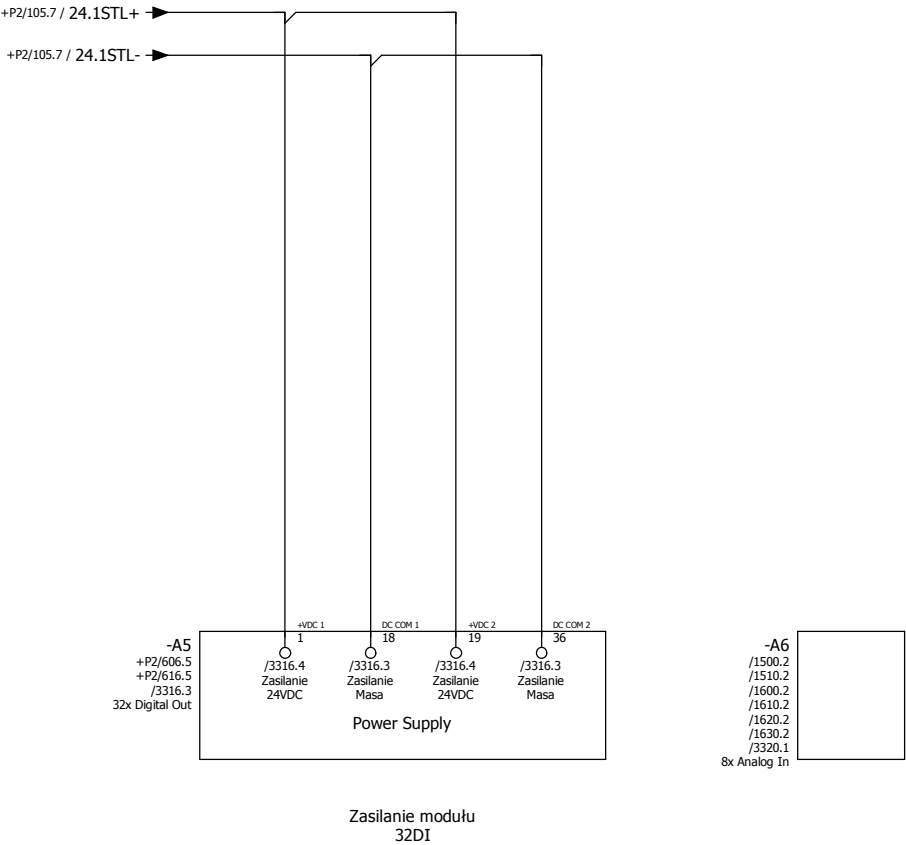 +P2/105.7 / 24.1STL+
+P2/105.7 / 24.1STL-
+VDC 1
1
DC COM 1
18
+VDC 2
19
DC COM 2
36
-A5
+P2/606.5
+P2/616.5
/3316.3
32x Digital Out
/3316.4
Zasilanie
24VDC
/3316.3
Zasilanie
Masa
/3316.4
Zasilanie
24VDC
/3316.3
Zasilanie
Masa
Power Supply
-A6
/1500.2
/1510.2
/1600.2
/1610.2
/1620.2
/1630.2
/3320.1
8x Analog In
Zasilanie modułu
32DI